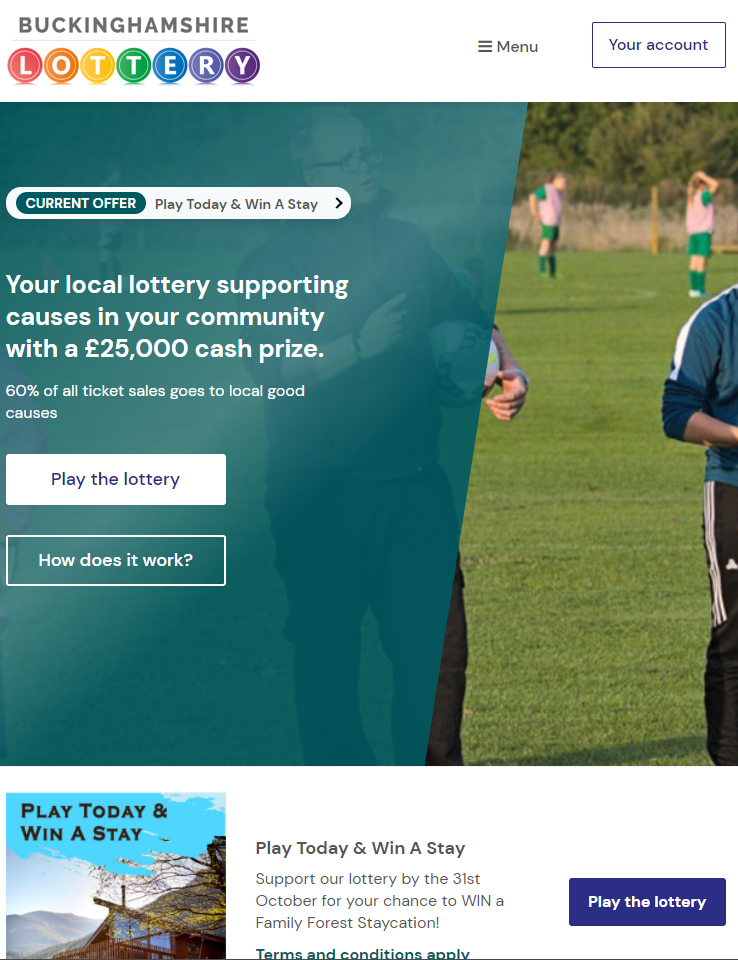 BUCKINGHAMSHIRE
LOTTERY
Menu
Your account
CURRENT OFFER Play Today & Win A Stay
Your local lottery supporting
causes in your community
with a £25,000 cash prize.
60% of all ticket sales goes to local good
causes
Play the lottery
How does it work?
PLAY TODAY &
WIN A STAY
Play Today & Win A Stay
Support our lottery by the 31st
October for your chance to WIN a
Family Forest Staycation!
Terms and conditions apply
Play the lottery